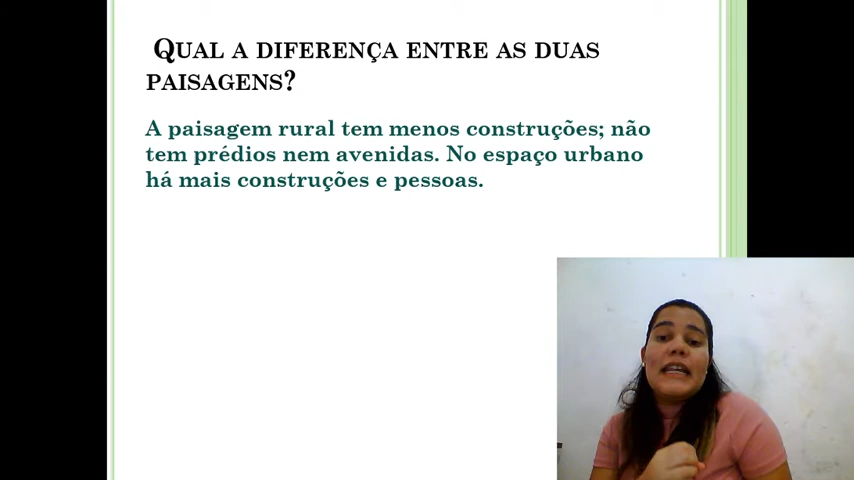 Qual a diferença entre as duas
paisagens?
A paisagem rural tem menos construções; não
tem prédios nem avenidas. No espaço urbano
há mais construções e pessoas.